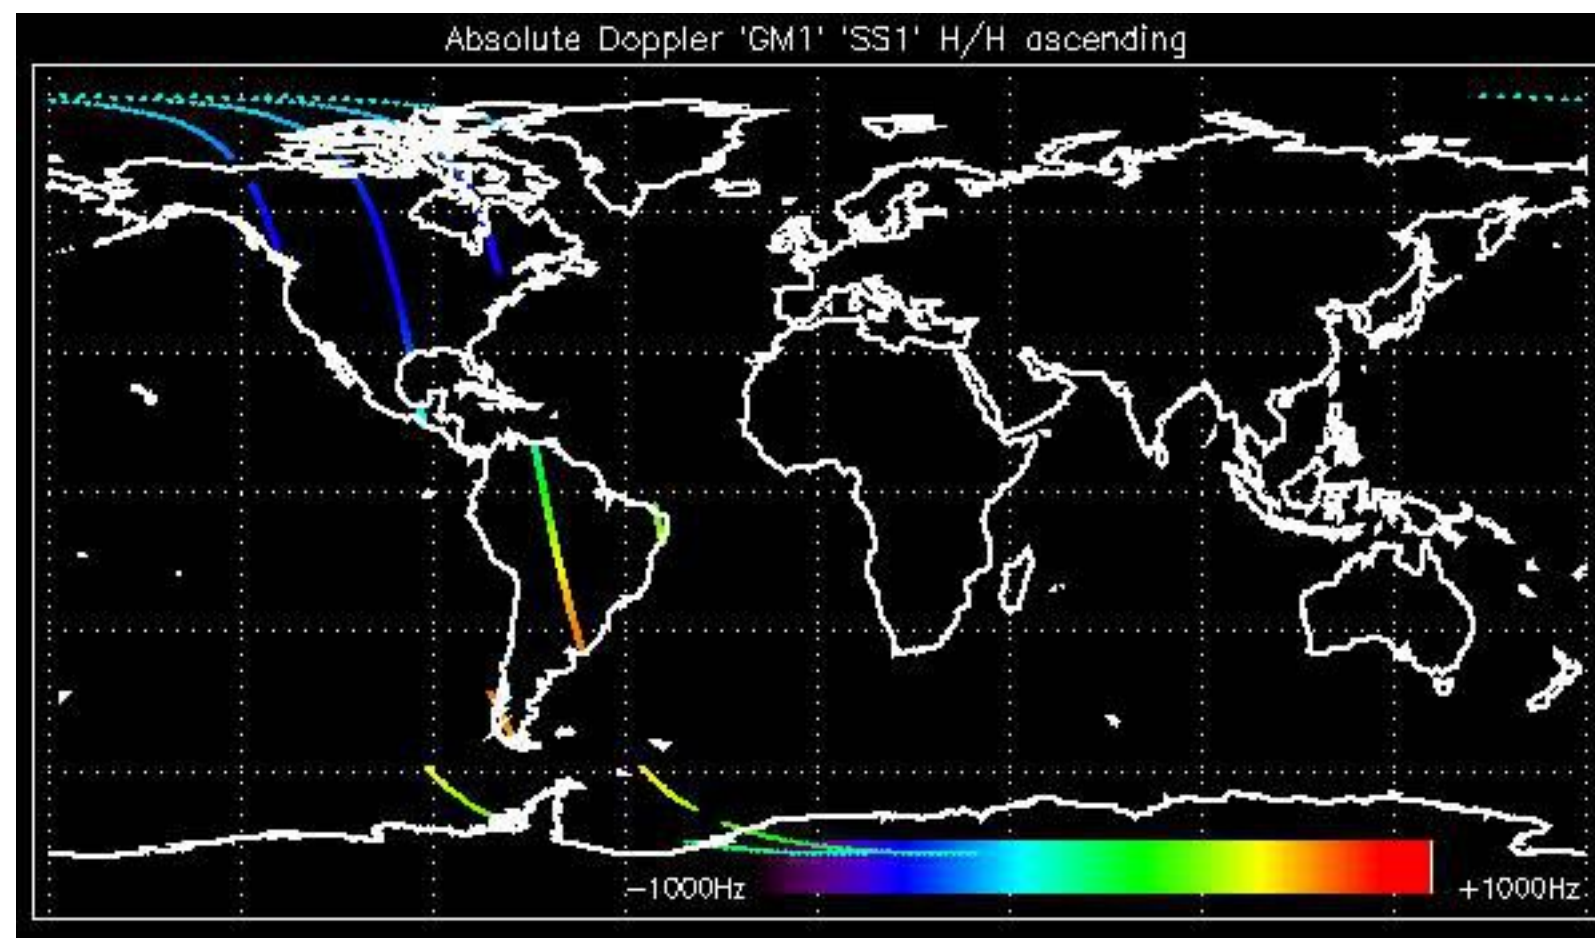 Absolute Doppler 'GM1' 'SS1' H/H ascending
−1000Hz
+1000Hz